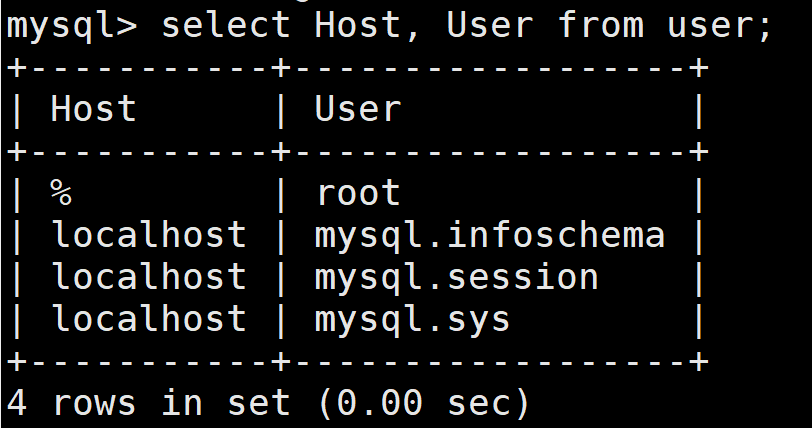 mysql> select Host, User from user;
+-----------+------------------+
| Host      | User             |
+-----------+------------------+
| %         | root             |
| localhost | mysql.infoschema |
| localhost | mysql.session    |
| localhost | mysql.sys        |
+-----------+------------------+
4 rows in set (0.00 sec)